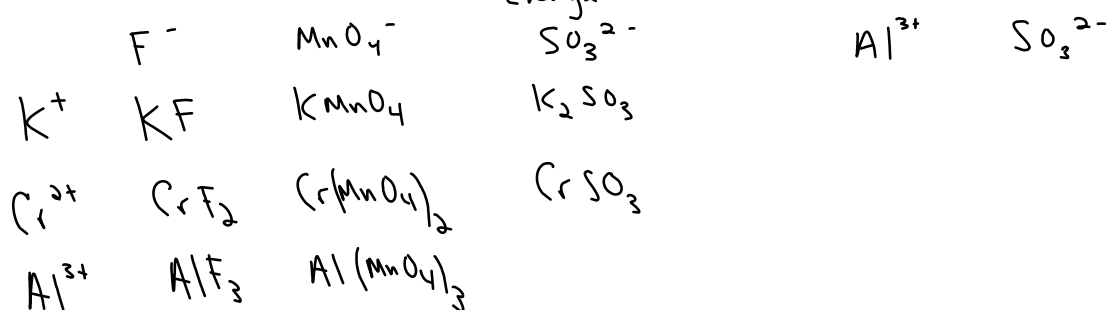 F⁻ MnO₄⁻ SO₃²⁻ Al³⁺ SO₃²⁻
K⁺ KF KMnO₄ K₂SO₃
Cr²⁺ CrF₂ Cr(MnO₄)₂ CrSO₃
Al³⁺ AlF₃ Al(MnO₄)₃